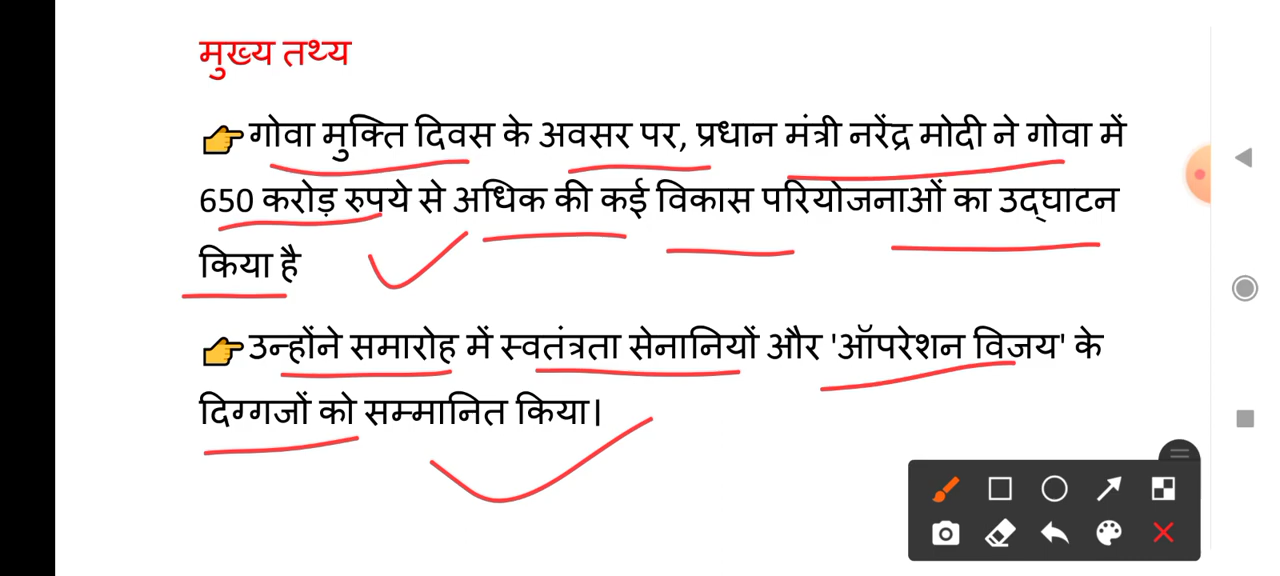 मुख्य तथ्य
👉गोवा मुक्ति दिवस के अवसर पर, प्रधान मंत्री नरेंद्र मोदी ने गोवा में
650 करोड़ रुपये से अधिक की कई विकास परियोजनाओं का उद्घाटन
किया है
👉उन्होंने समारोह में स्वतंत्रता सेनानियों और 'ऑपरेशन विजय' के
दिग्गजों को सम्मानित किया।